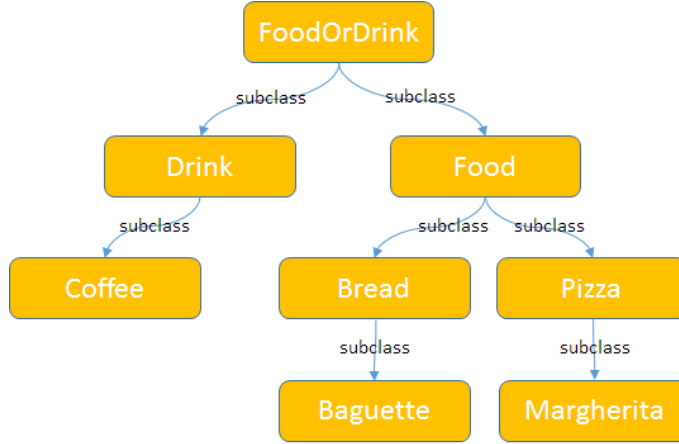 FoodOrDrink
subclass
subclass
Drink
Food
subclass
subclass
subclass
Coffee
Bread
Pizza
subclass
subclass
Baguette
Margherita